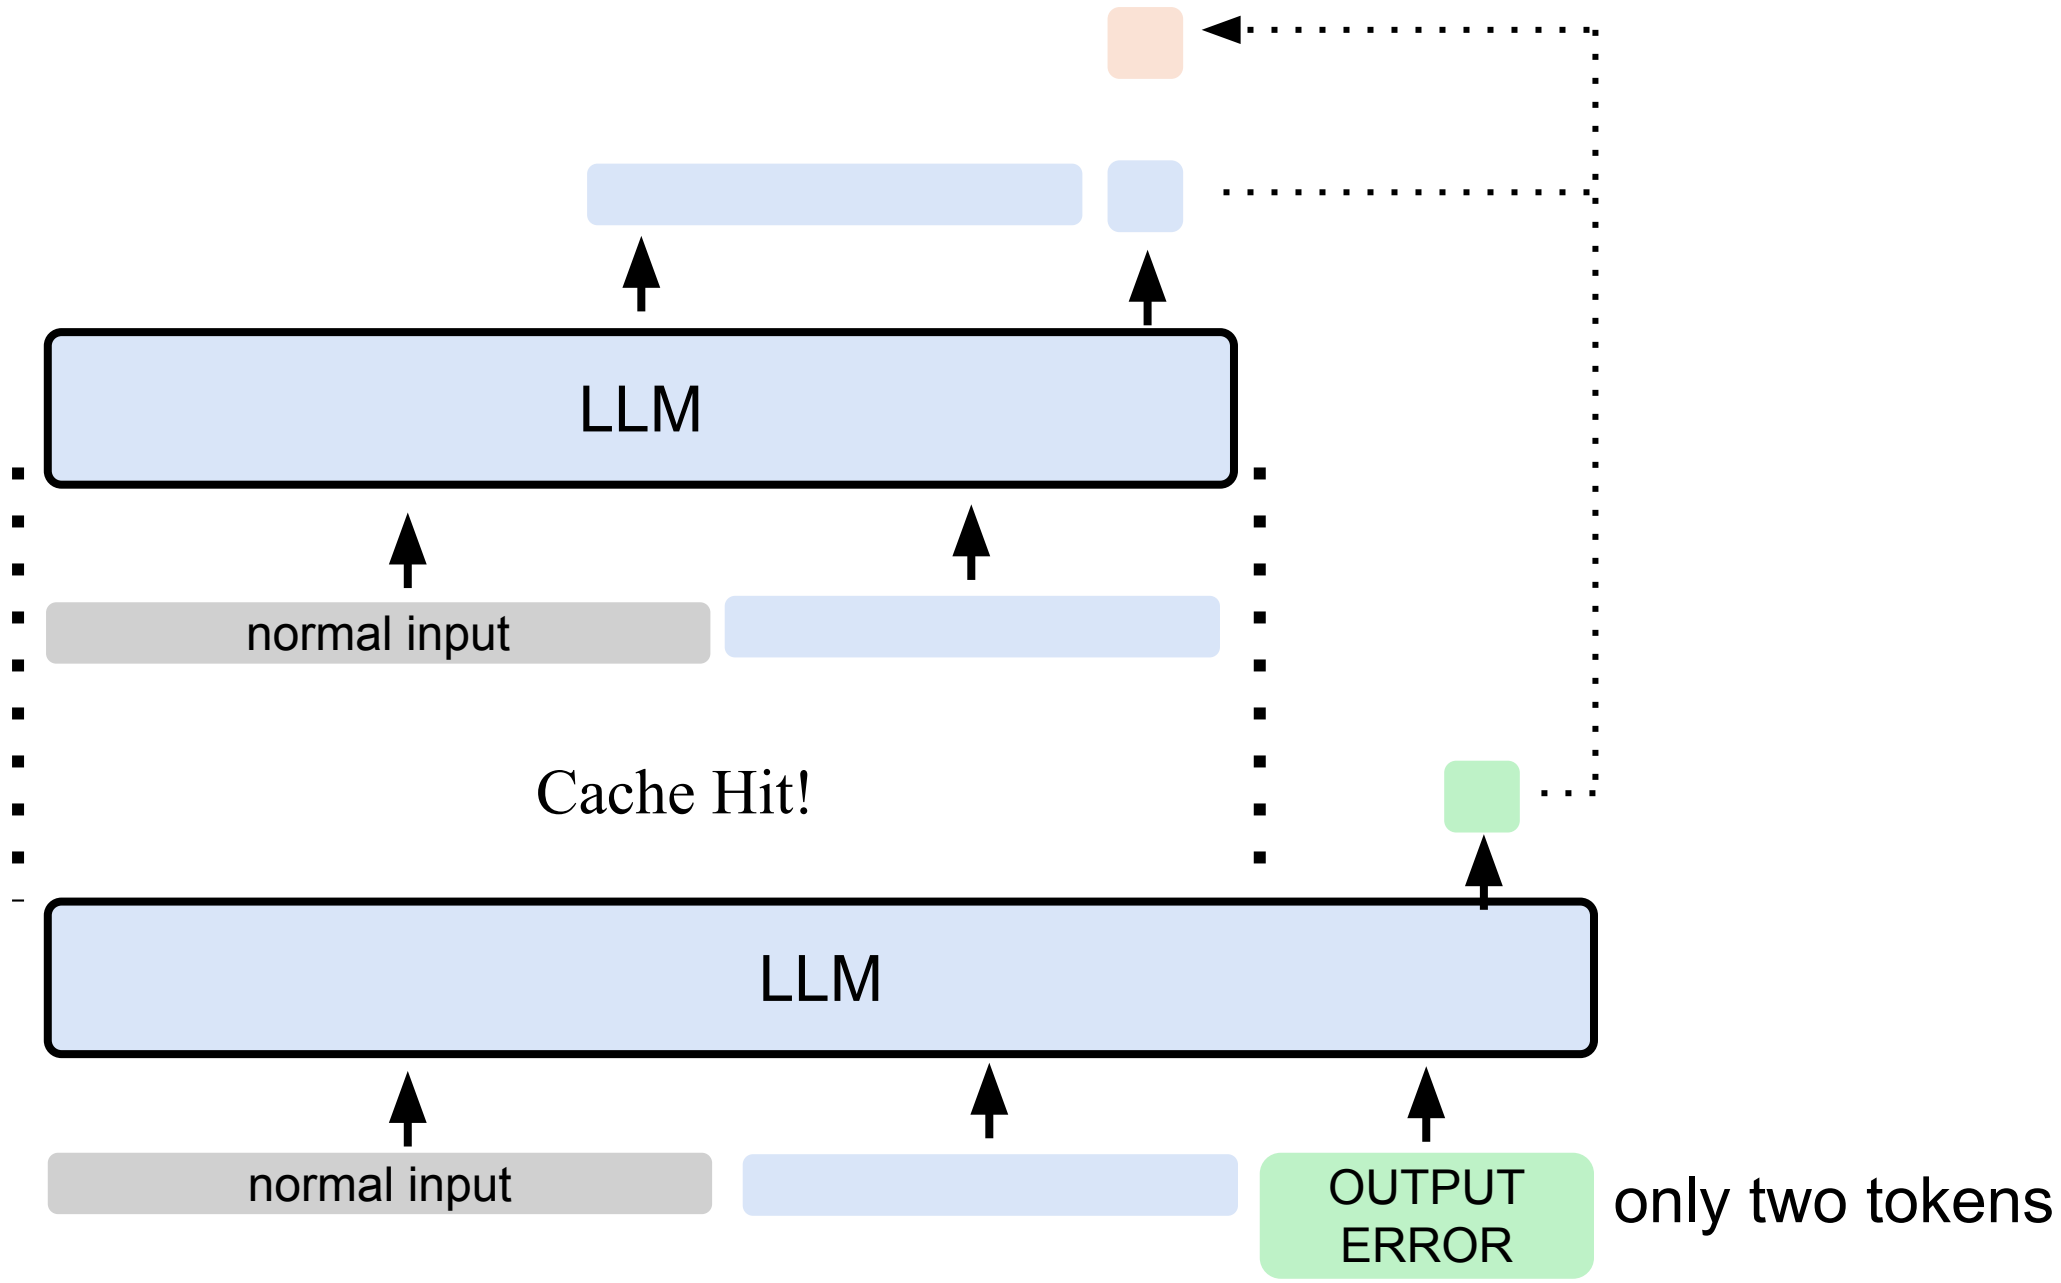 LLM
normal input
Cache Hit!
LLM
normal input
OUTPUT
ERROR
only two tokens